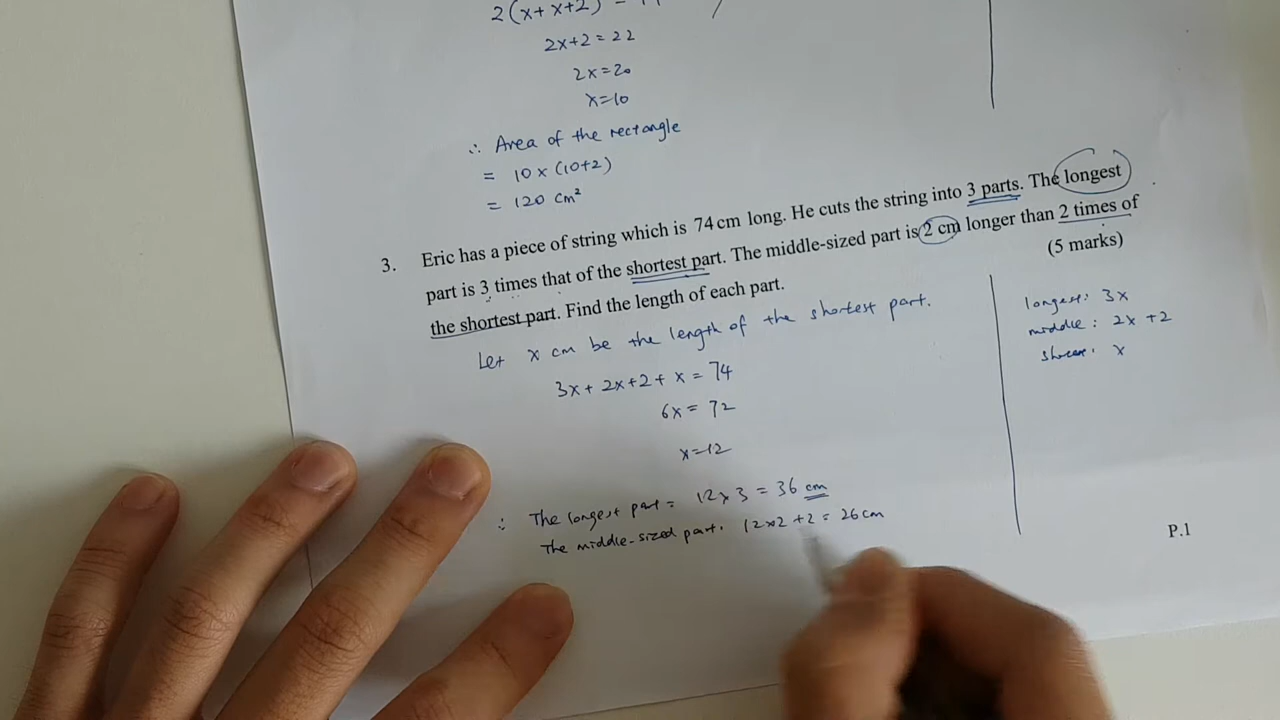 2(x+x+2) =
2x+2=22
2x=20
x=10
∴ Area of the rectangle
= 10×(10+2)
= 120 cm²
3. Eric has a piece of string which is 74 cm long. He cuts the string into 3 parts. The longest
part is 3 times that of the shortest part. The middle-sized part is 2 cm longer than 2 times of
the shortest part. Find the length of each part. (5 marks)
Let x cm be the length of the shortest part.
3x + 2x+2 + x = 74
6x = 72
x=12
∴ The longest part = 12×3 = 36 cm
The middle-sized part: 12×2 +2 = 26cm
longest: 3x
middle: 2x +2
x
P.1